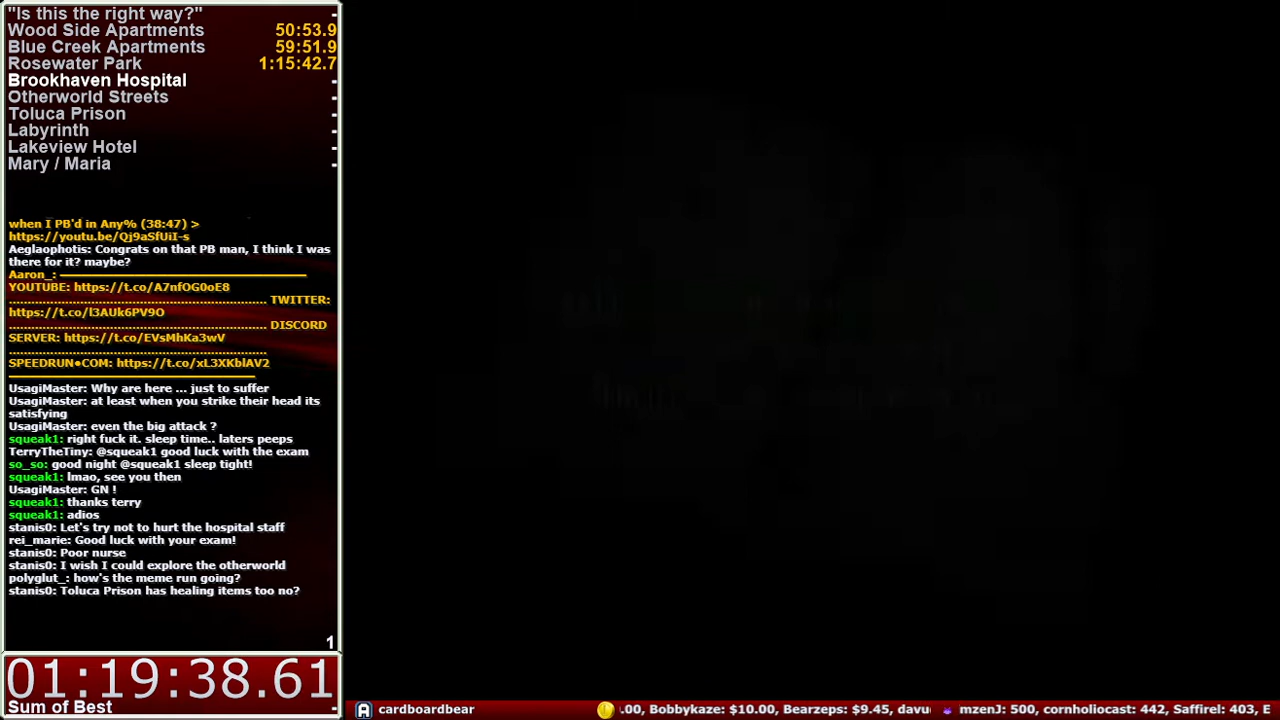 "Is this the right way?" -
Wood Side Apartments 50:53.9
Blue Creek Apartments 59:51.9
Rosewater Park 1:15:42.7
Brookhaven Hospital -
Otherworld Streets -
Toluca Prison -
Labyrinth -
Lakeview Hotel -
Mary / Maria -
when I PB'd in Any% (38:47) >
https://youtu.be/Qj9aSfUiI-s
Aeglaophotis: Congrats on that PB man, I think I was
there for it? maybe?
Aaron_: ————————————————
YOUTUBE: https://t.co/A7nfOG0oE8
................................................................ TWITTER:
https://t.co/l3AUk6PV9O
................................................................ DISCORD
SERVER: https://t.co/EVsMhKa3wV
................................................................
SPEEDRUN●COM: https://t.co/xL3XKblAV2
————————————————
UsagiMaster: Why are here ... just to suffer
UsagiMaster: at least when you strike their head its
satisfying
UsagiMaster: even the big attack ?
squeak1: right fuck it. sleep time.. laters peeps
TerryTheTiny: @squeak1 good luck with the exam
so_so: good night @squeak1 sleep tight!
squeak1: lmao, see you then
UsagiMaster: GN !
squeak1: thanks terry
squeak1: adios
stanis0: Let's try not to hurt the hospital staff
rei_marie: Good luck with your exam!
stanis0: Poor nurse
stanis0: I wish I could explore the otherworld
polyglut_: how's the meme run going?
stanis0: Toluca Prison has healing items too no?
1
01:19:38.61
Sum of Best -
cardboardbear .00, Bobbykaze: $10.00, Bearzeps: $9.45, davu mzenJ: 500, cornholiocast: 442, Saffirel: 403, E